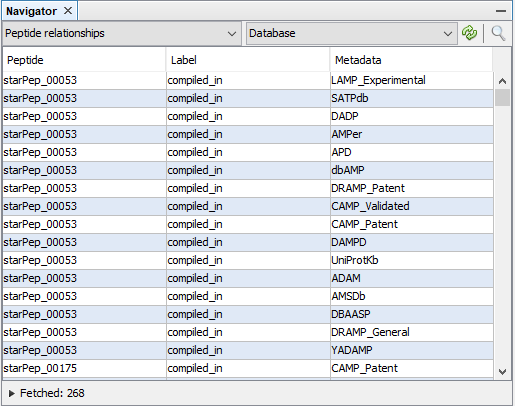 Navigator
Peptide relationships Database
Peptide Label Metadata
starPep_00053 compiled_in LAMP_Experimental
starPep_00053 compiled_in SATPdb
starPep_00053 compiled_in DADP
starPep_00053 compiled_in AMPer
starPep_00053 compiled_in APD
starPep_00053 compiled_in dbAMP
starPep_00053 compiled_in DRAMP_Patent
starPep_00053 compiled_in CAMP_Validated
starPep_00053 compiled_in CAMP_Patent
starPep_00053 compiled_in DAMPD
starPep_00053 compiled_in UniProtKb
starPep_00053 compiled_in ADAM
starPep_00053 compiled_in AMSDb
starPep_00053 compiled_in DBAASP
starPep_00053 compiled_in DRAMP_General
starPep_00053 compiled_in YADAMP
starPep_00175 compiled_in CAMP_Patent
Fetched: 268